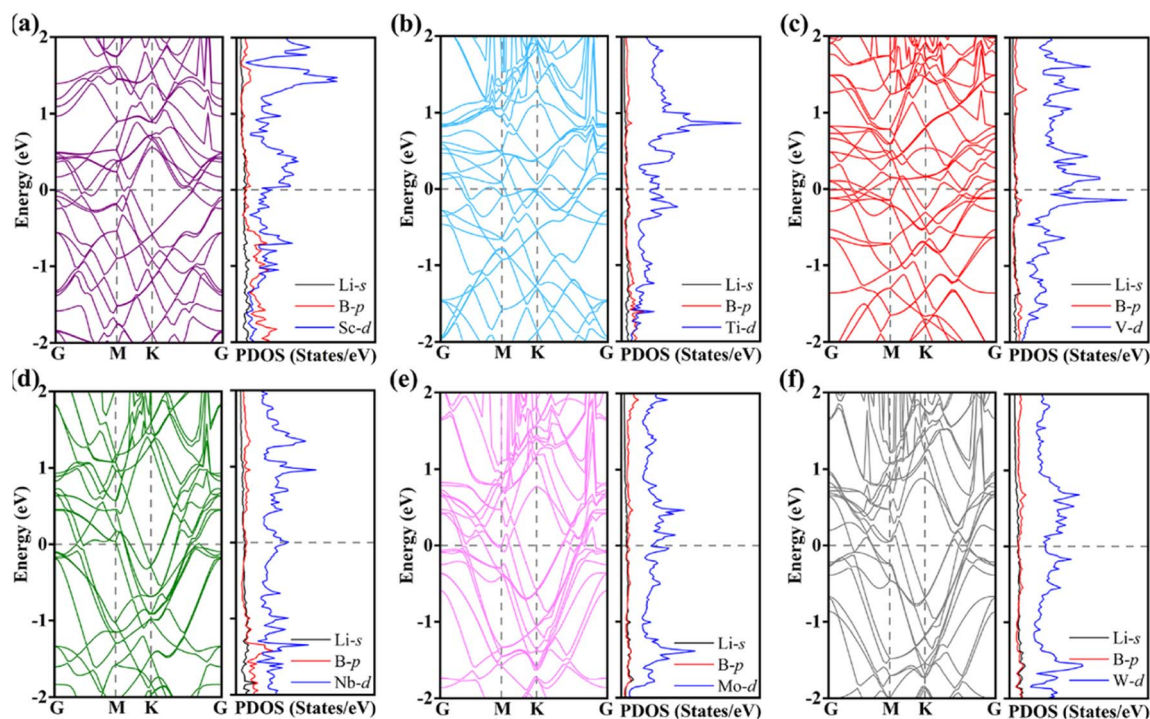 (a)
2
1
0
-1
-2
Energy (eV)
G M K G
PDOS (States/eV)
Li-s
B-p
Sc-d
(b)
2
1
0
-1
-2
Energy (eV)
G M K G
PDOS (States/eV)
Li-s
B-p
Ti-d
(c)
2
1
0
-1
-2
Energy (eV)
G M K G
PDOS (States/eV)
Li-s
B-p
V-d
(d)
2
1
0
-1
-2
Energy (eV)
G M K G
PDOS (States/eV)
Li-s
B-p
Nb-d
(e)
2
1
0
-1
-2
Energy (eV)
G M K G
PDOS (States/eV)
Li-s
B-p
Mo-d
(f)
2
1
0
-1
-2
Energy (eV)
G M K G
PDOS (States/eV)
Li-s
B-p
W-d